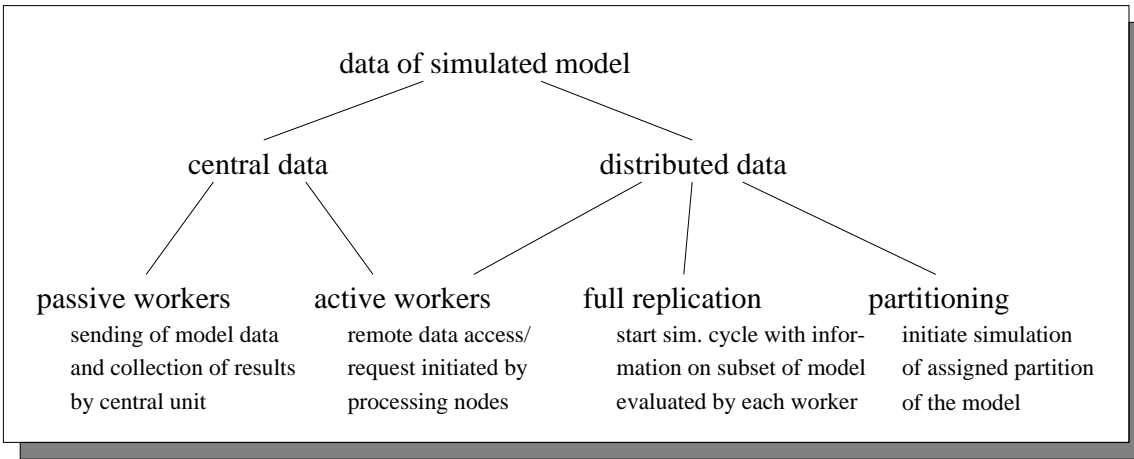 data of simulated model
central data
distributed data
passive workers
sending of model data
and collection of results
by central unit
active workers
remote data access/
request initiated by
processing nodes
full replication
start sim. cycle with infor-
mation on subset of model
evaluated by each worker
partitioning
initiate simulation
of assigned partition
of the model